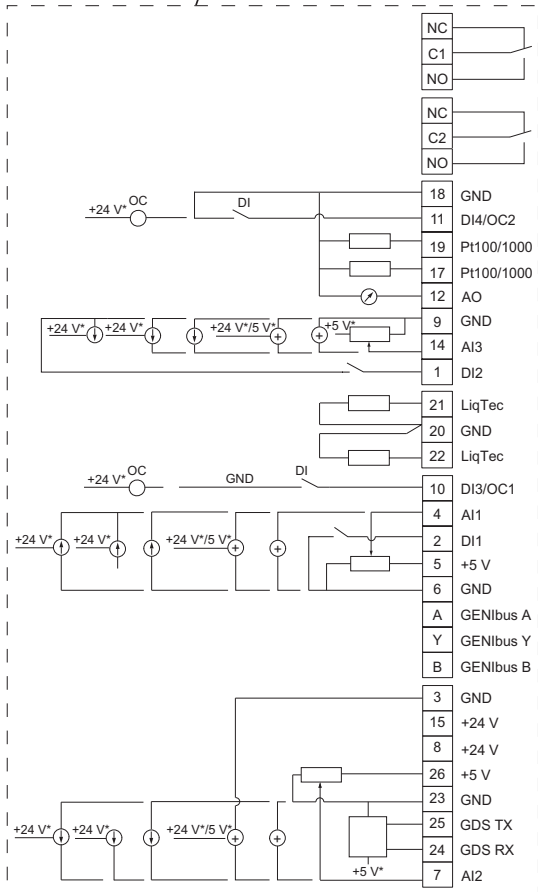 NC
C1
NO
NC
C2
NO
18 GND
+24 V* OC DI 11 DI4/OC2
19 Pt100/1000
17 Pt100/1000
12 AO
9 GND
+24 V* +24 V* +24 V*/5 V* +5 V*
14 AI3
1 DI2
21 LiqTec
20 GND
22 LiqTec
+24 V* OC GND DI 10 DI3/OC1
4 AI1
+24 V* +24 V* +24 V*/5 V* 2 DI1
5 +5 V
6 GND
A GENIbus A
Y GENIbus Y
B GENIbus B
3 GND
15 +24 V
8 +24 V
26 +5 V
23 GND
25 GDS TX
+24 V* +24 V* +24 V*/5 V*
24 GDS RX
+5 V* 7 AI2